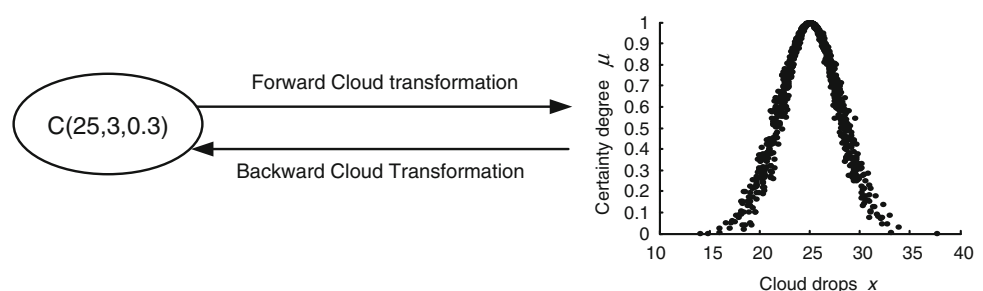 C(25,3,0.3)
Forward Cloud transformation
Backward Cloud Transformation
Certainty degree μ
1
0.9
0.8
0.7
0.6
0.5
0.4
0.3
0.2
0.1
0
10 15 20 25 30 35 40
Cloud drops x